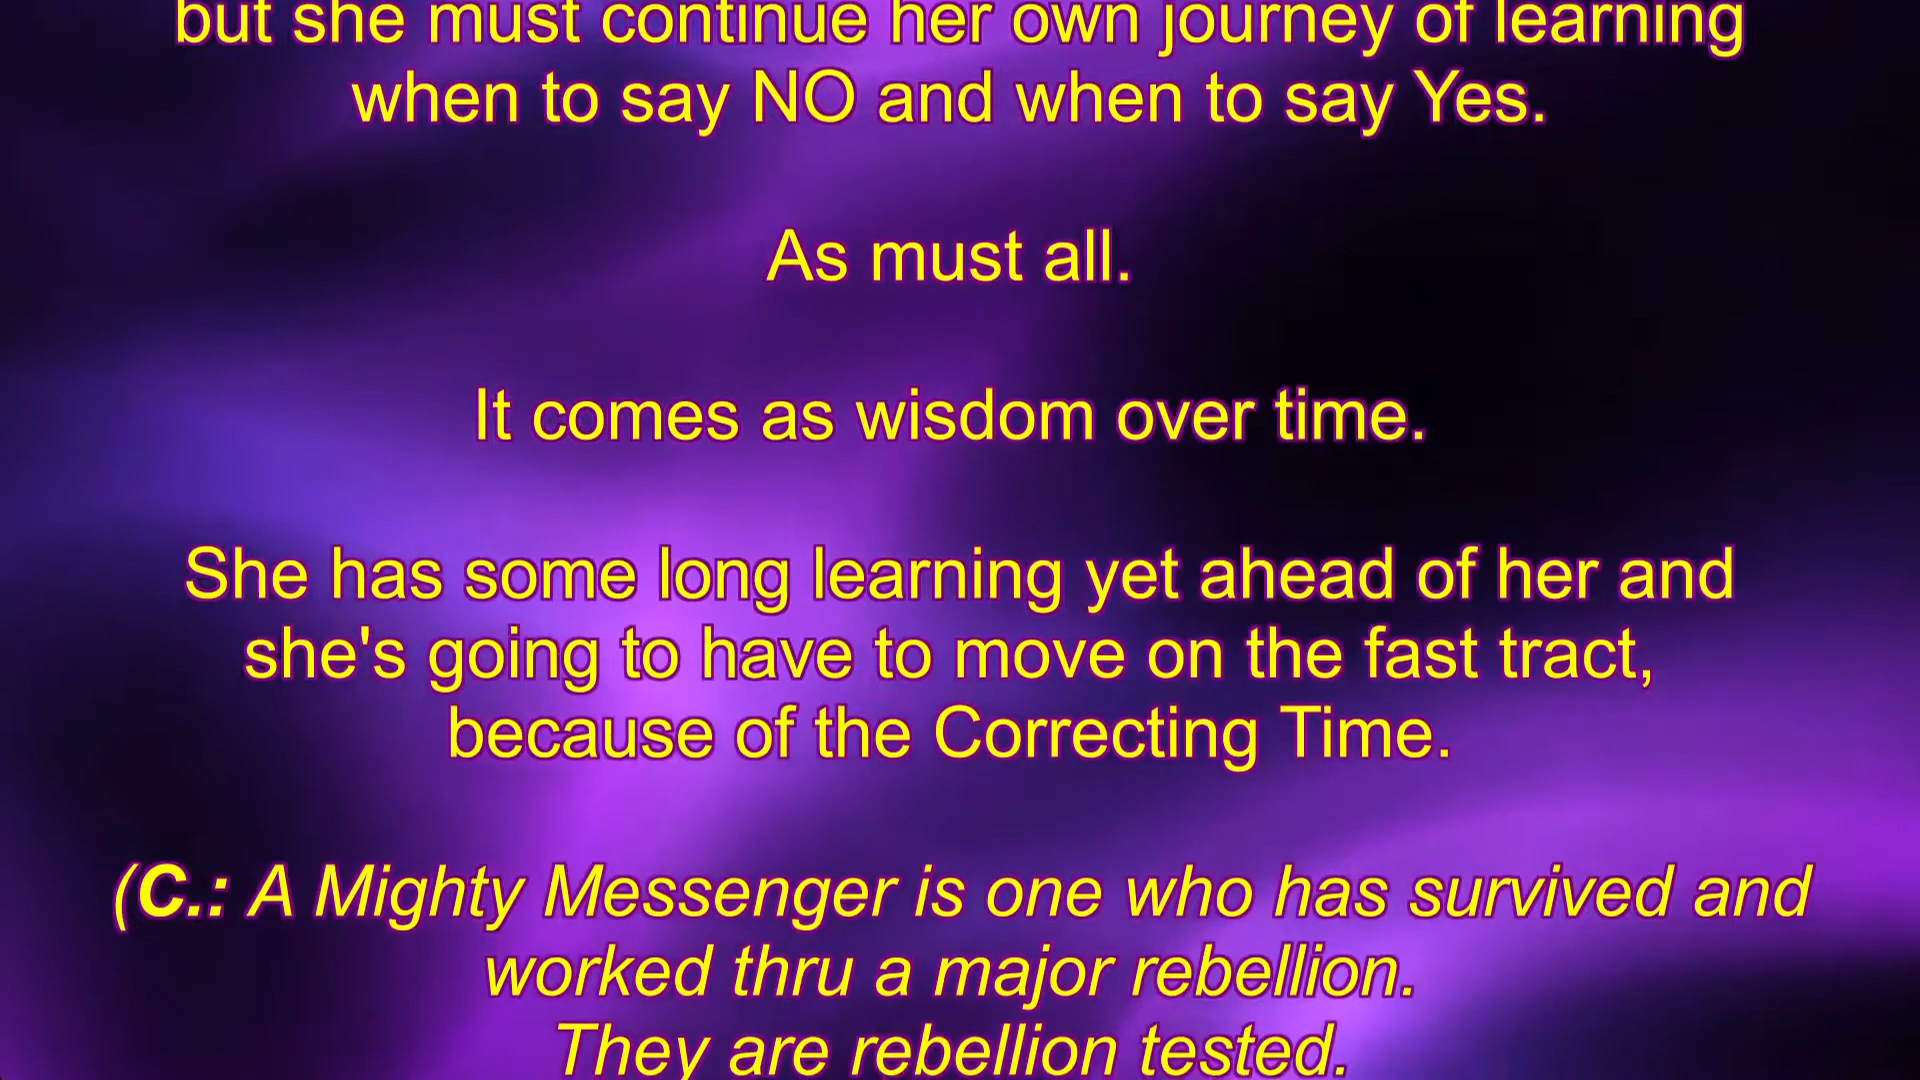 but she must continue her own journey of learning
when to say NO and when to say Yes.
As must all.
It comes as wisdom over time.
She has some long learning yet ahead of her and
she's going to have to move on the fast tract,
because of the Correcting Time.
(C.: A Mighty Messenger is one who has survived and
worked thru a major rebellion.
They are rebellion tested.